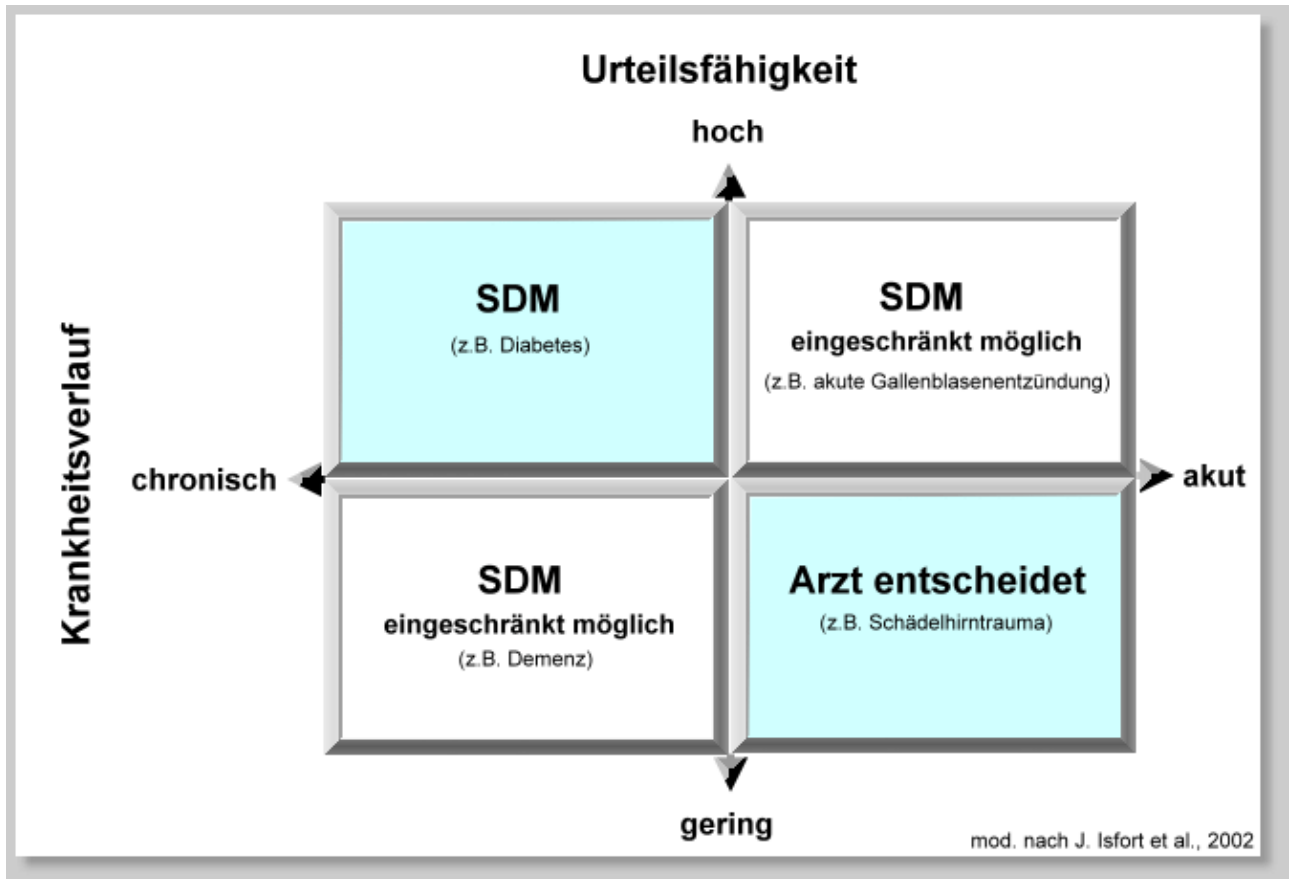 Urteilsfähigkeit
hoch
SDM
(z.B. Diabetes)
SDM
eingeschränkt möglich
(z.B. akute Gallenblasenentzündung)
Krankheitsverlauf
chronisch
akut
SDM
eingeschränkt möglich
(z.B. Demenz)
Arzt entscheidet
(z.B. Schädelhirntrauma)
gering
mod. nach J. Isfort et al., 2002